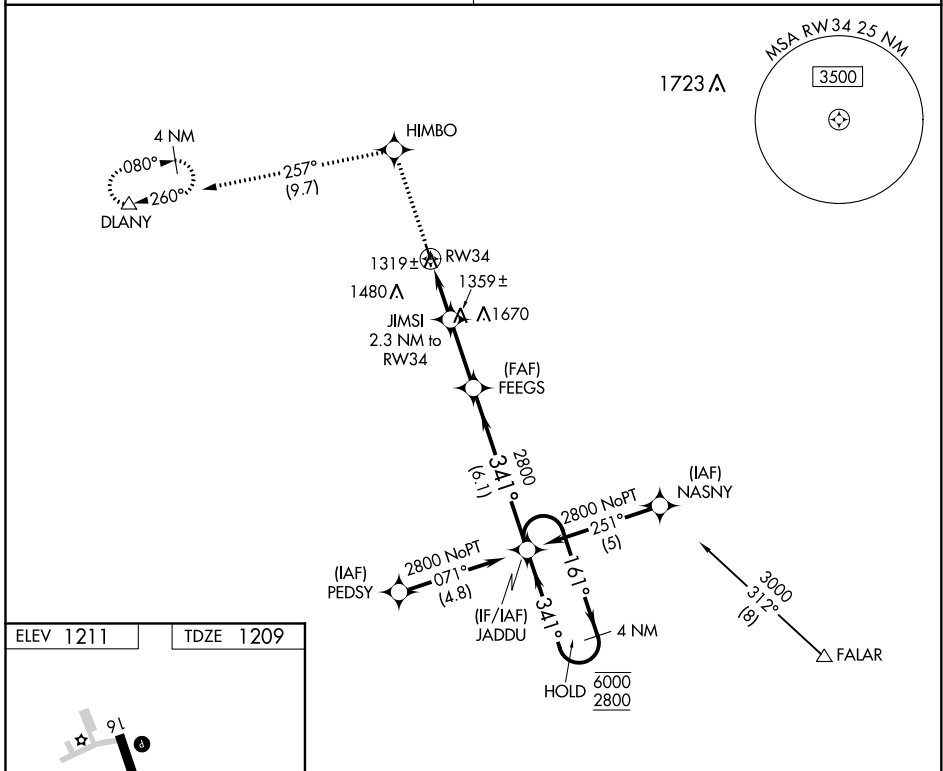 MSA RW34 25 NM
3500
1723
4 NM
080°
260°
DLANY
257°
(9.7)
HIMBO
1319±
RW34
1480
1359±
JIMSI
1670
2.3 NM to
RW34
(FAF)
FEEGS
2800
341°
(6.1)
(IAF)
NASNY
2800 NoPT
251°
(5)
2800 NoPT
071°
(4.8)
(IAF)
PEDSY
(IF/IAF)
JADDU
341°
161°
4 NM
HOLD
6000
2800
3000
312°
(8)
FALAR
ELEV 1211
TDZE 1209
16
P